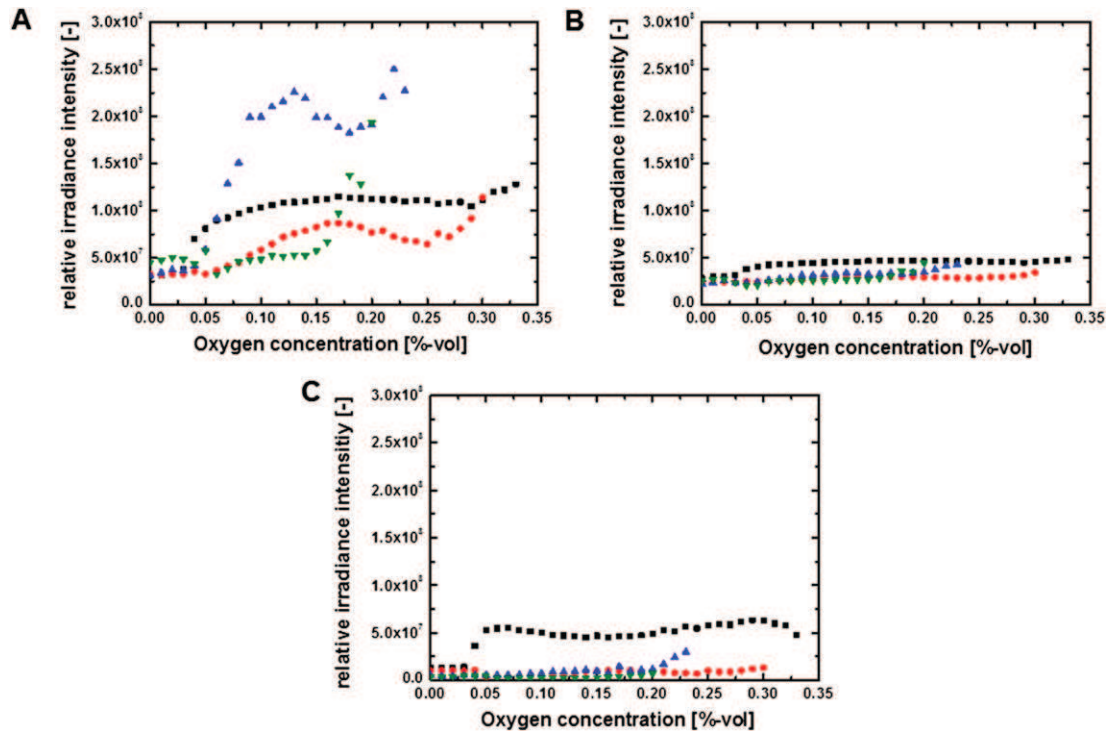 A
relative irradiance intensity [-]
3.0x10⁸
2.5x10⁸
2.0x10⁸
1.5x10⁸
1.0x10⁸
5.0x10⁷
0.0
0.00 0.05 0.10 0.15 0.20 0.25 0.30 0.35
Oxygen concentration [%-vol]
B
relative irradiance intensity [-]
3.0x10⁸
2.5x10⁸
2.0x10⁸
1.5x10⁸
1.0x10⁸
5.0x10⁷
0.0
0.00 0.05 0.10 0.15 0.20 0.25 0.30 0.35
Oxygen concentration [%-vol]
C
relative irradiance intensitiy [-]
3.0x10⁸
2.5x10⁸
2.0x10⁸
1.5x10⁸
1.0x10⁸
5.0x10⁷
0.0
0.00 0.05 0.10 0.15 0.20 0.25 0.30 0.35
Oxygen concentration [%-vol]